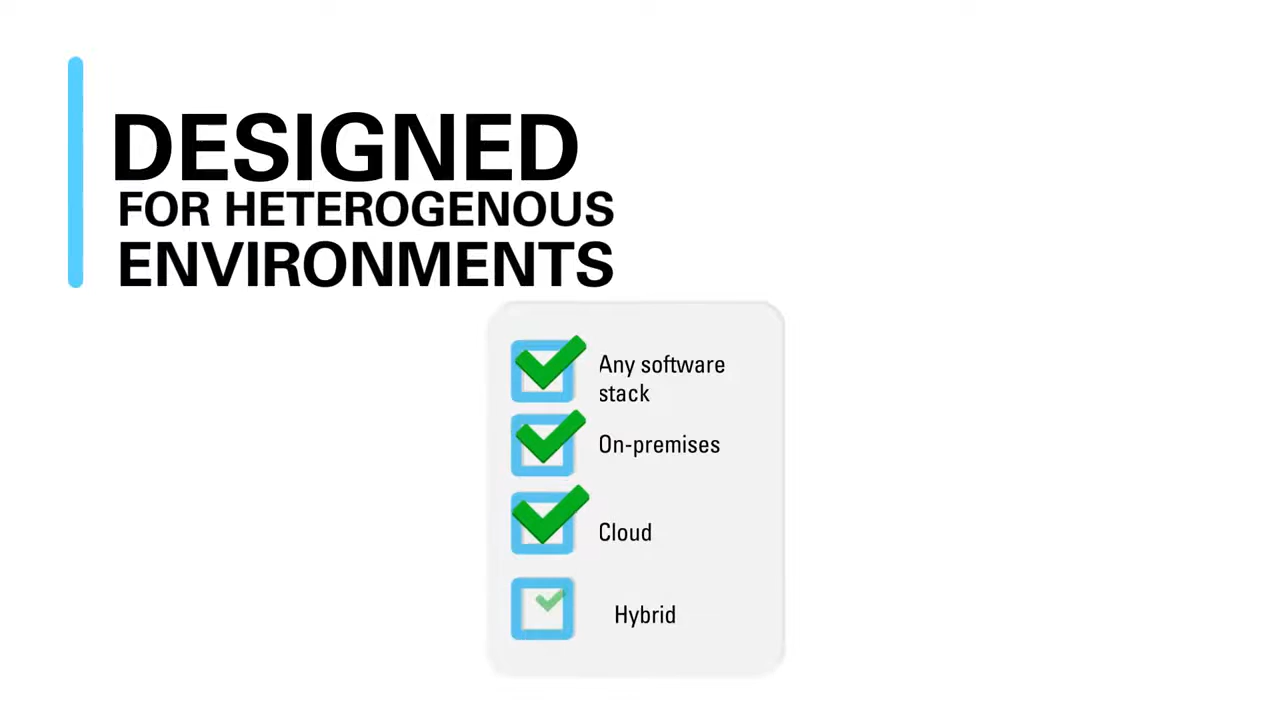 DESIGNED
FOR HETEROGENOUS
ENVIRONMENTS
Any software
stack
On-premises
Cloud
Hybrid